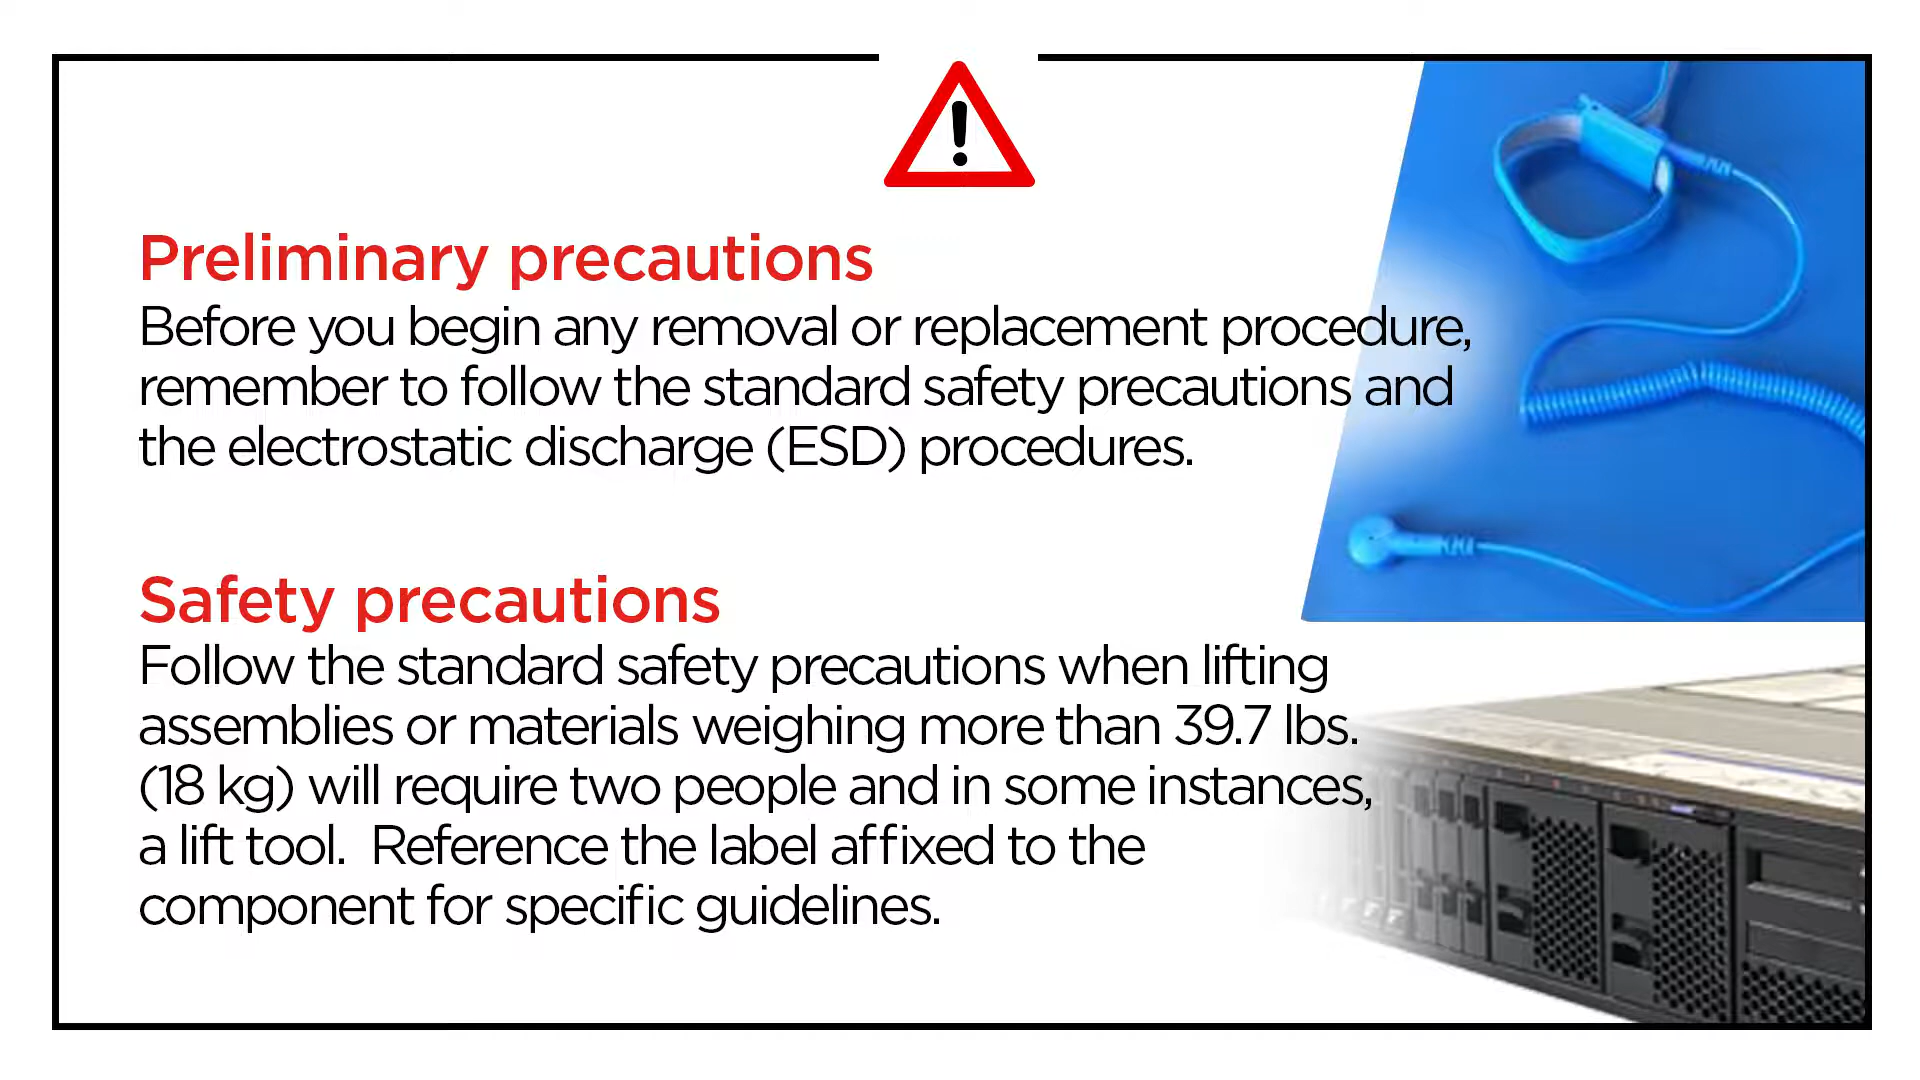 Preliminary precautions
Before you begin any removal or replacement procedure,
remember to follow the standard safety precautions and
the electrostatic discharge (ESD) procedures.
Safety precautions
Follow the standard safety precautions when lifting
assemblies or materials weighing more than 39.7 lbs.
(18 kg) will require two people and in some instances,
a lift tool.  Reference the label affixed to the
component for specific guidelines.